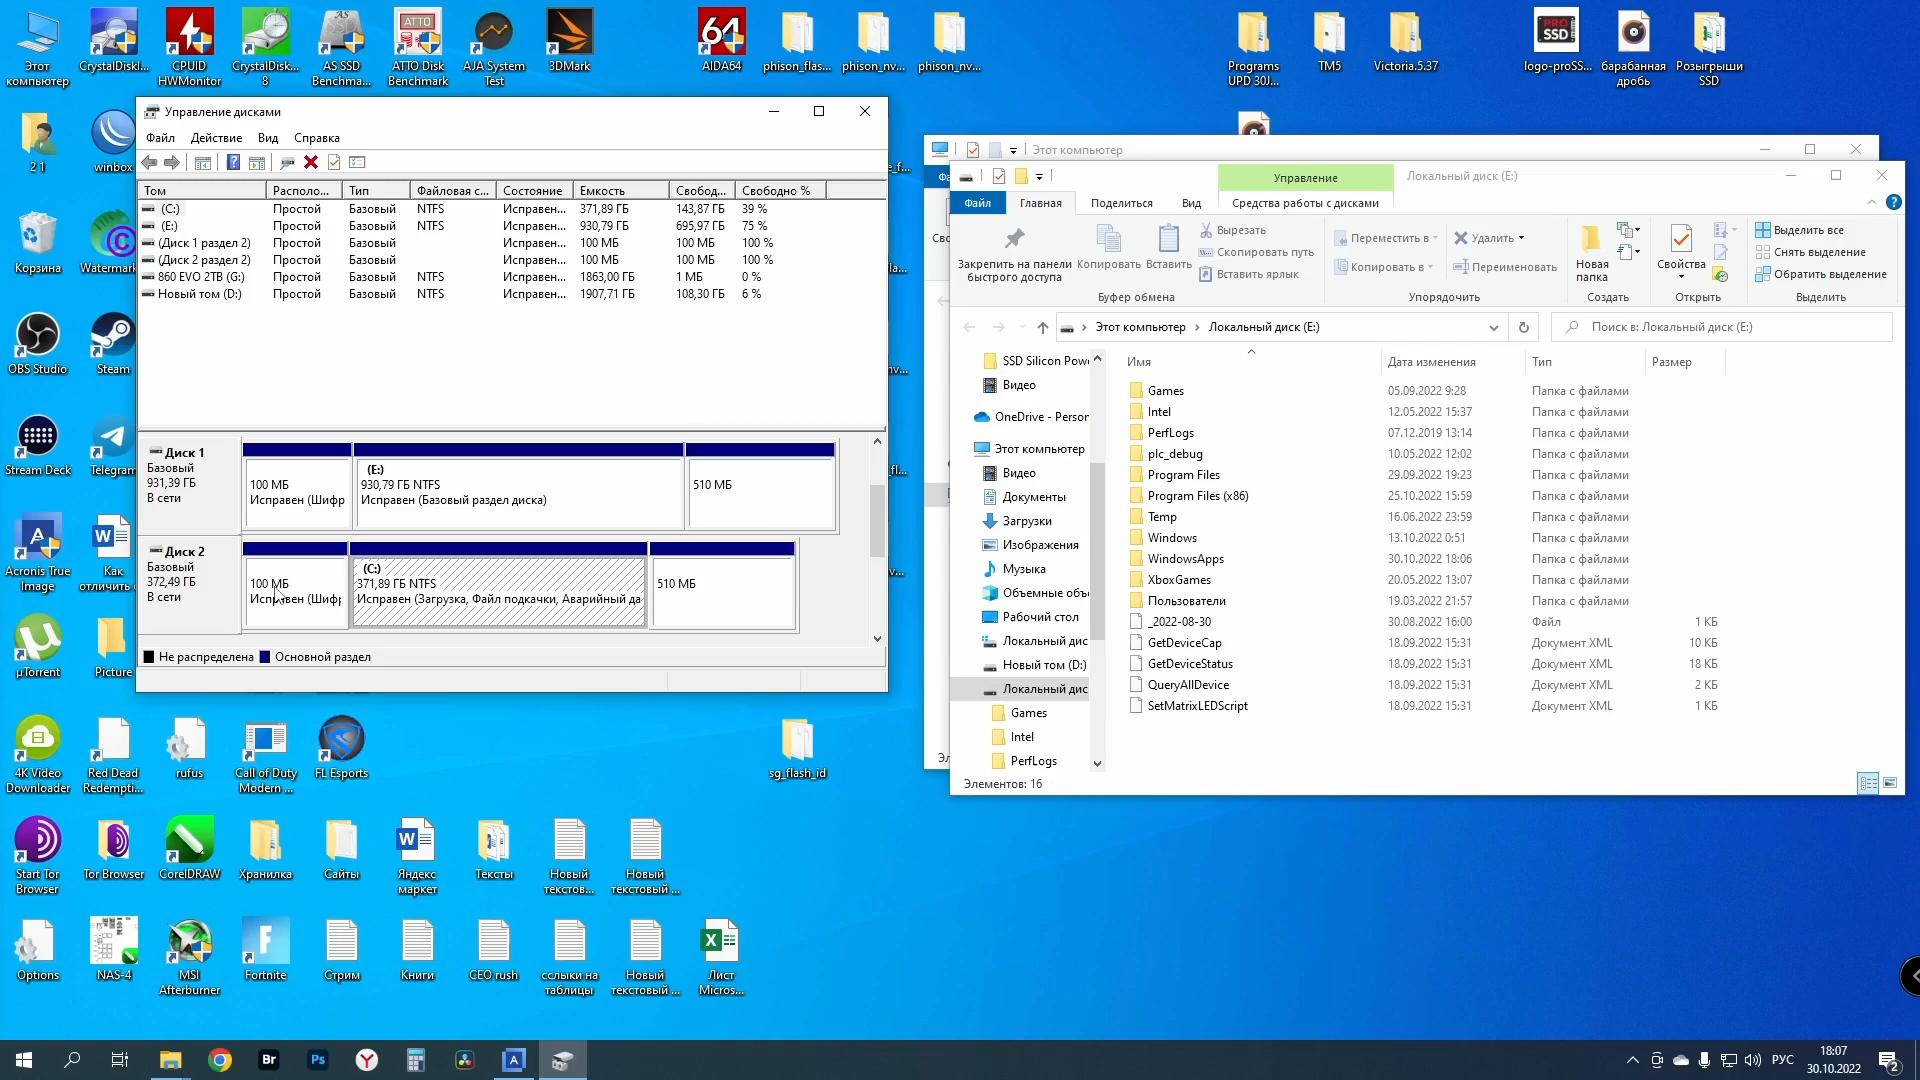 Этот
компьютер
CrystalDiskI...
CPUID
HWMonitor
CrystalDisk...
8
AS SSD
Benchma...
ATTO Disk
Benchmark
AJA System
Test
3DMark
AIDA64
phison_flas...
phison_nv...
phison_nv...
Programs
UPD 30J...
TM5
Victoria.5.37
logo-proSS...
барабанная
дробь
Розыгрыши
SSD
2 1
winbox
Корзина
Watermark
OBS Studio
Steam
Stream Deck
Telegram
Acronis True
Image
Как
отличить
µTorrent
Picture
4K Video
Downloader
Red Dead
Redempti...
rufus
Call of Duty
Modern ...
FL Esports
sg_flash_id
Start Tor
Browser
Tor Browser
CorelDRAW
Хранилка
Сайты
Яндекс
маркет
Тексты
Новый
текстов...
Новый
текстовый ...
Options
NAS-4
MSI
Afterburner
Fortnite
Стрим
Книги
CEO rush
сслыки на
таблицы
Новый
текстовый ...
Лист
Micros...
Управление дисками
Файл Действие Вид Справка
Том Располо... Тип Файловая с... Состояние Емкость Свобод... Свободно %
(C:) Простой Базовый NTFS Исправен... 371,89 ГБ 143,87 ГБ 39 %
(E:) Простой Базовый NTFS Исправен... 930,79 ГБ 695,97 ГБ 75 %
(Диск 1 раздел 2) Простой Базовый Исправен... 100 МБ 100 МБ 100 %
(Диск 2 раздел 2) Простой Базовый Исправен... 100 МБ 100 МБ 100 %
860 EVO 2TB (G:) Простой Базовый NTFS Исправен... 1863,00 ГБ 1 МБ 0 %
Новый том (D:) Простой Базовый NTFS Исправен... 1907,71 ГБ 108,30 ГБ 6 %
Диск 1
Базовый
931,39 ГБ
В сети
100 МБ
Исправен (Шифр
(E:)
930,79 ГБ NTFS
Исправен (Базовый раздел диска)
510 МБ
Диск 2
Базовый
372,49 ГБ
В сети
100 МБ
Исправен (Шифр
(C:)
371,89 ГБ NTFS
Исправен (Загрузка, Файл подкачки, Аварийный да
510 МБ
Не распределена Основной раздел
Этот компьютер
Управление
Локальный диск (E:)
Файл Главная Поделиться Вид Средства работы с дисками
Закрепить на панели
быстрого доступа
Копировать
Вставить
Вырезать
Скопировать путь
Вставить ярлык
Буфер обмена
Переместить в
Копировать в
Удалить
Переименовать
Упорядочить
Новая
папка
Создать
Свойства
Открыть
Выделить все
Снять выделение
Обратить выделение
Выделить
Этот компьютер › Локальный диск (E:)
Поиск в: Локальный диск (E:)
SSD Silicon Powe
Видео
OneDrive - Person
Этот компьютер
Видео
Документы
Загрузки
Изображения
Музыка
Объемные объе
Рабочий стол
Локальный дис
Новый том (D:)
Локальный дис
Games
Intel
PerfLogs
Имя Дата изменения Тип Размер
Games 05.09.2022 9:28 Папка с файлами
Intel 12.05.2022 15:37 Папка с файлами
PerfLogs 07.12.2019 13:14 Папка с файлами
plc_debug 10.05.2022 12:02 Папка с файлами
Program Files 29.09.2022 19:23 Папка с файлами
Program Files (x86) 25.10.2022 15:59 Папка с файлами
Temp 16.06.2022 23:59 Папка с файлами
Windows 13.10.2022 0:51 Папка с файлами
WindowsApps 30.10.2022 18:06 Папка с файлами
XboxGames 20.05.2022 13:07 Папка с файлами
Пользователи 19.03.2022 21:57 Папка с файлами
_2022-08-30 30.08.2022 16:00 Файл 1 КБ
GetDeviceCap 18.09.2022 15:31 Документ XML 10 КБ
GetDeviceStatus 18.09.2022 15:31 Документ XML 18 КБ
QueryAllDevice 18.09.2022 15:31 Документ XML 2 КБ
SetMatrixLEDScript 18.09.2022 15:31 Документ XML 1 КБ
Элементов: 16
РУС
18:07
30.10.2022
2